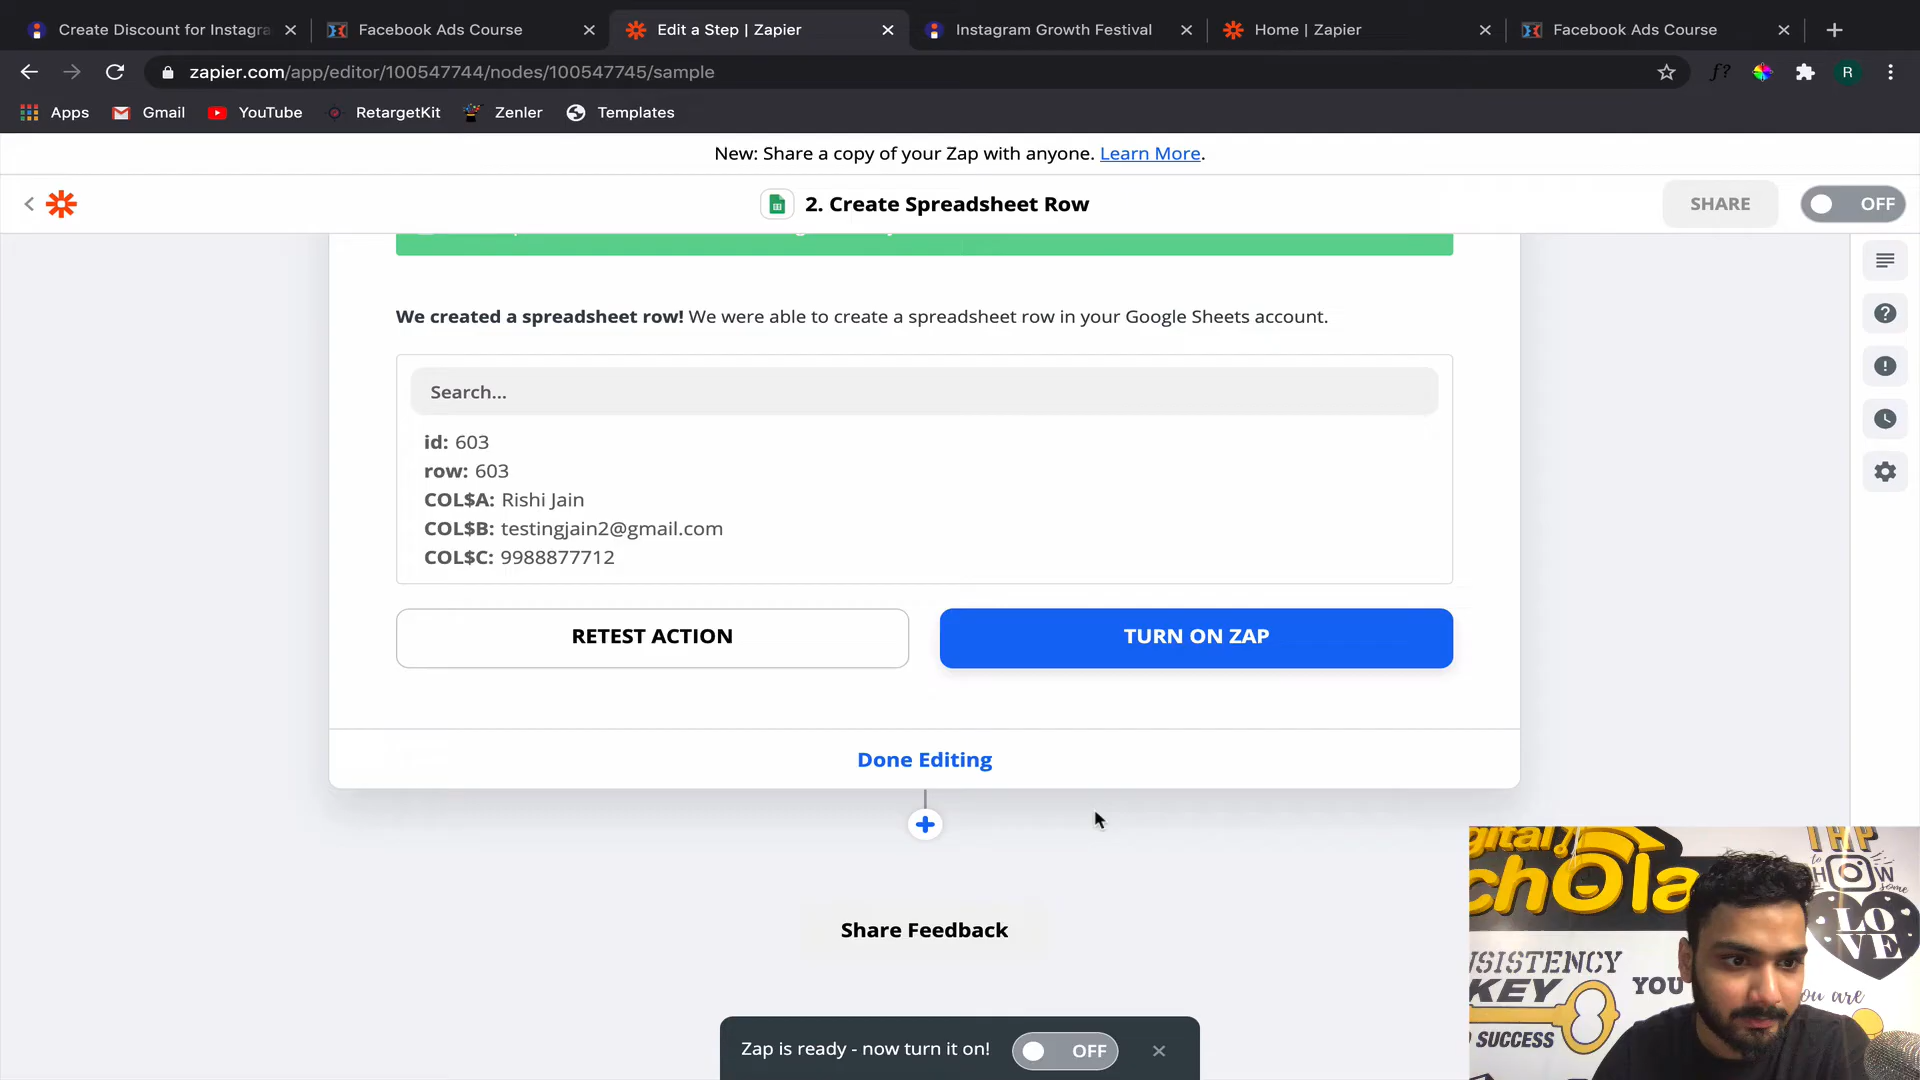 Create Discount for Instagra
Facebook Ads Course
Edit a Step | Zapier
Instagram Growth Festival
Home | Zapier
Facebook Ads Course
zapier.com/app/editor/100547744/nodes/100547745/sample
f?
R
Apps
Gmail
YouTube
RetargetKit
Zenler
Templates
New: Share a copy of your Zap with anyone. Learn More.
2. Create Spreadsheet Row
SHARE
OFF
We created a spreadsheet row! We were able to create a spreadsheet row in your Google Sheets account.
Search...
id: 603
row: 603
COL$A: Rishi Jain
COL$B: testingjain2@gmail.com
COL$C: 9988877712
RETEST ACTION
TURN ON ZAP
Done Editing
Share Feedback
Zap is ready - now turn it on!
OFF
LO
VE
YOU
KEY
SUCCESS
you are
some